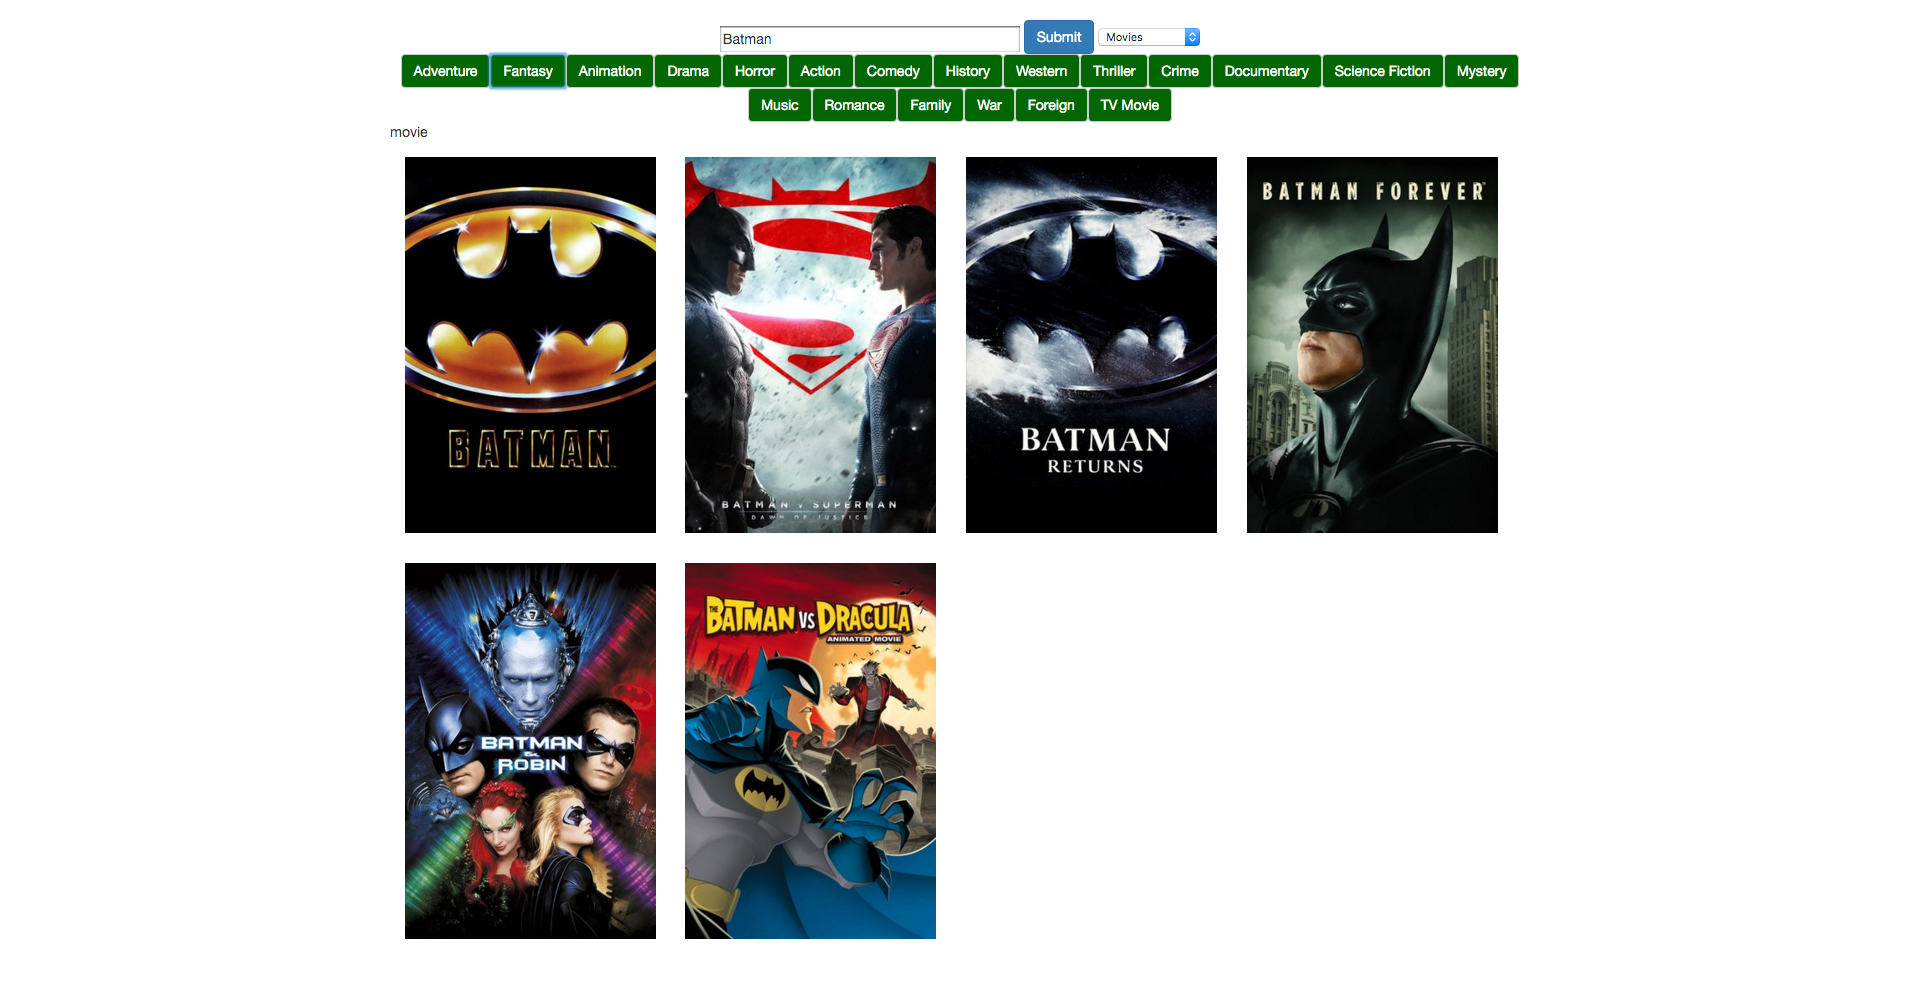 Batman Submit Movies
Adventure Fantasy Animation Drama Horror Action Comedy History Western Thriller Crime Documentary Science Fiction Mystery
Music Romance Family War Foreign TV Movie
movie
BATMAN
BATMAN v SUPERMAN
DAWN OF JUSTICE
BATMAN
RETURNS
BATMAN FOREVER
BATMAN
&
ROBIN
THE BATMAN VS DRACULA
ANIMATED MOVIE